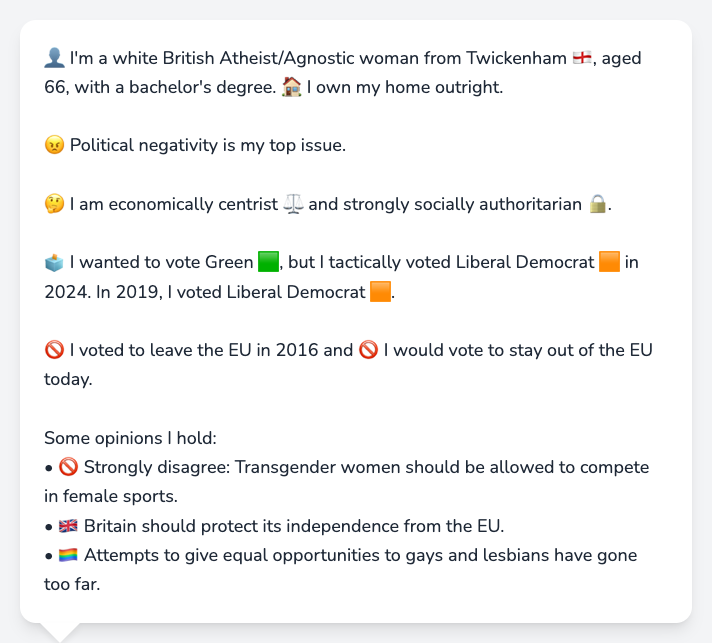 👤 I'm a white British Atheist/Agnostic woman from Twickenham 🏴󠁧󠁢󠁥󠁮󠁧󠁿, aged
66, with a bachelor's degree. 🏠 I own my home outright.
😠 Political negativity is my top issue.
🤔 I am economically centrist ⚖️ and strongly socially authoritarian 🔒.
🗳️ I wanted to vote Green 🟩, but I tactically voted Liberal Democrat 🟧 in
2024. In 2019, I voted Liberal Democrat 🟧.
🚫 I voted to leave the EU in 2016 and 🚫 I would vote to stay out of the EU
today.
Some opinions I hold:
• 🚫 Strongly disagree: Transgender women should be allowed to compete
in female sports.
• 🇬🇧 Britain should protect its independence from the EU.
• 🏳️‍🌈 Attempts to give equal opportunities to gays and lesbians have gone
too far.